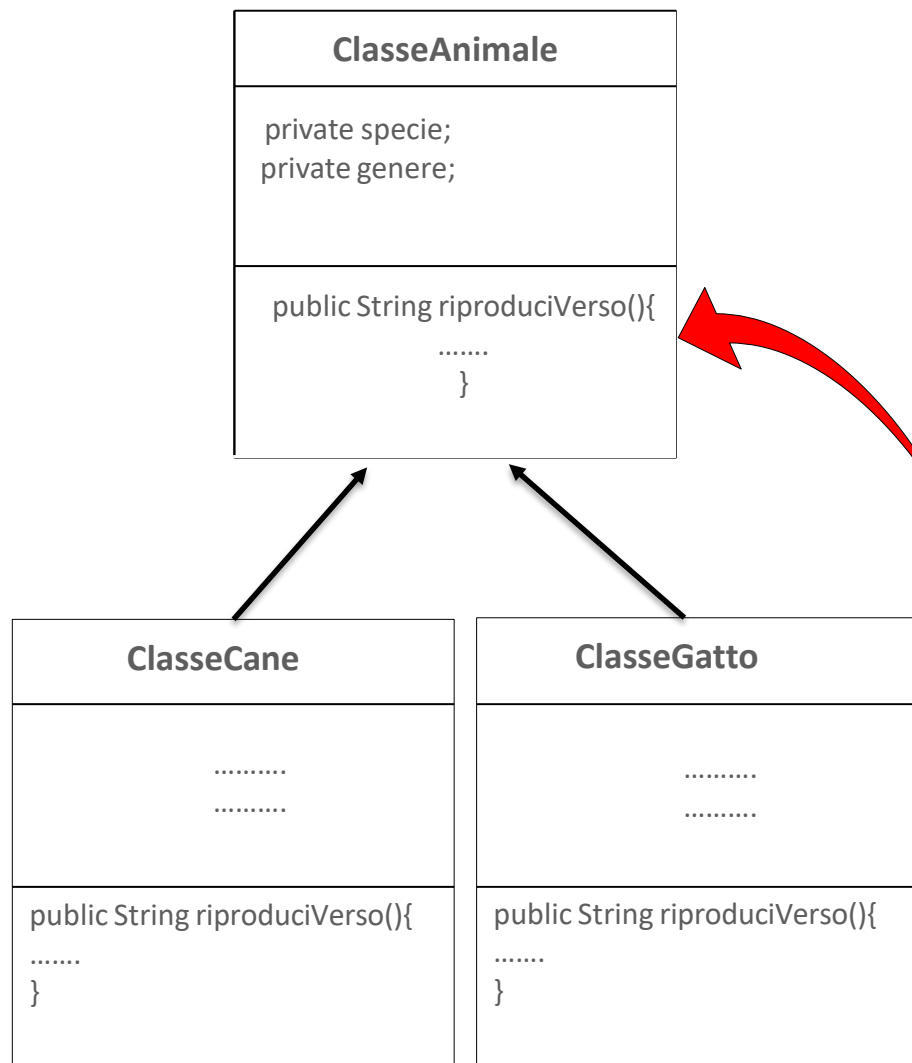 ClasseAnimale
private specie;
private genere;
public String riproduciVerso(){
…….
}
ClasseCane
……….
……….
public String riproduciVerso(){
…….
}
ClasseGatto
……….
……….
public String riproduciVerso(){
…….
}